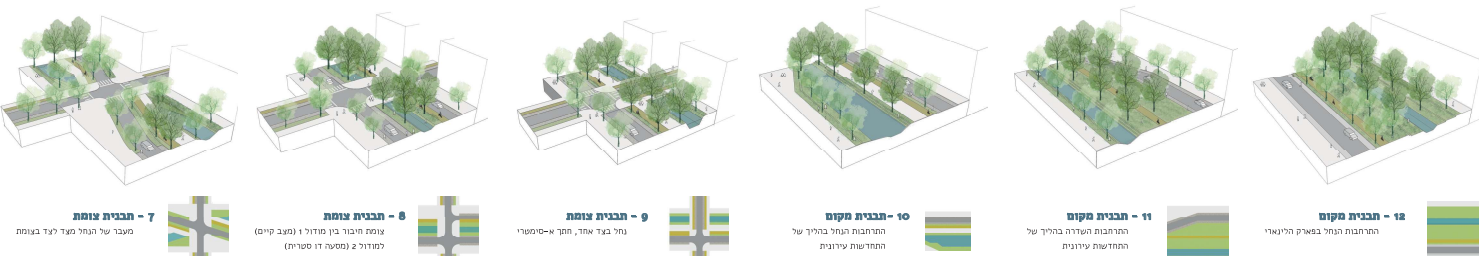 7 - תבנית צומת
מעבר של הנחל מצד לצד בצומת
8 - תבנית צומת
צומת חיבור בין מודול 1 (מצב קיים)
למודול 2 (מסעה דו סטרית)
9 - תבנית צומת
נחל בצד אחד, חתך א-סימטרי
10 -תבנית מקום
התרחבות הנחל בהליך של
התחדשות עירונית
11 - תבנית מקום
התרחבות השדרה בהליך של
התחדשות עירונית
12 - תבנית מקום
התרחבות הנחל בפארק הלינארי